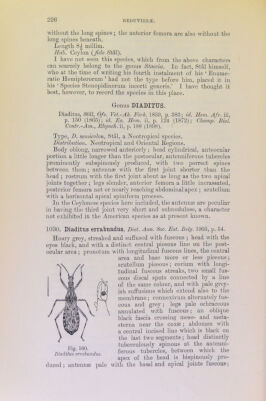 226 REDUVIIDÆ.
without the long spines; the anterior femora are also without the
long spines beneath.
Length 8½ millim.
Hab. Ceylon (fide Stål).
I have not seen this species, which from the above characters
can scarcely belong to the genus Staccia. In fact, Stål himself,
who at the time of writing his fourth instalment of his 'Enume-
ratio Hemipterorum' had not the type before him, placed it in
his 'Species Stenopodinorum incerti generis.' I have thought it
best, however, to record the species in this place.
Genus DIADITUS.
Diaditus, Stål, Öfv. Vet.-Ak. Förh. 1859, p. 382; id. Hem. Afr. iii,
p. 150 (1865); id. En. Hem. ii, p. 124 (1872); Champ. Biol.
Centr.-Am., Rhynch. ii, p. 188 (1898).
Type, D. semicolon, Stål, a Neotropical species.
Distribution. Neotropical and Oriental Regions.
Body oblong, narrowed anteriorly; head cylindrical, anteocular
portion a little longer than the postocular, antenniferous tubercles
prominently subspinously produced, with two porrect spines
between them; antennæ with the first joint shorter than the
head; rostrum with the first joint about as long as the two apical
joints together; legs slender, anterior femora a little incrassated,
posterior femora not or nearly reaching abdominal apex; scutellum
with a horizontal apical spiniform process.
In the Ceylonese species here included, the antennæ are peculiar
in having the third joint very short and subcordulose, a character
not exhibited in the American species as at present known.
1030. Diaditus errabundus, Dist. Ann. Soc. Ent. Belg. 1903, p. 54.
Hoary grey, streaked and suffused with fuscous; head with the
eyes black, and with a distinct central piceous line on the post-
ocular area; pronotum with longitudinal fuscous lines, the central
area and base more or less piceous;
scutellum piceous; corium with longi-
tudinal fuscous streaks, two small fus-
cous discal spots connected by a line
of the same colour, and with pale grey-
ish suffusions which extend also to the
membrane; connexivum alternately fus-
cous and grey; legs pale ochraceous
annulated with fuscous; an oblique
black fascia crossing meso- and meta-
sterna near the coxæ; abdomen with
a central incised line which is black on
the last two segments; head distinctly
tuberculously spinous at the antenni-
ferous tubercles, between which the
apex of the head is bispinously pro-
duced; antennæ pale with the head and apical joints fuscous;
Fig. 160.
Diaditus errabundus.